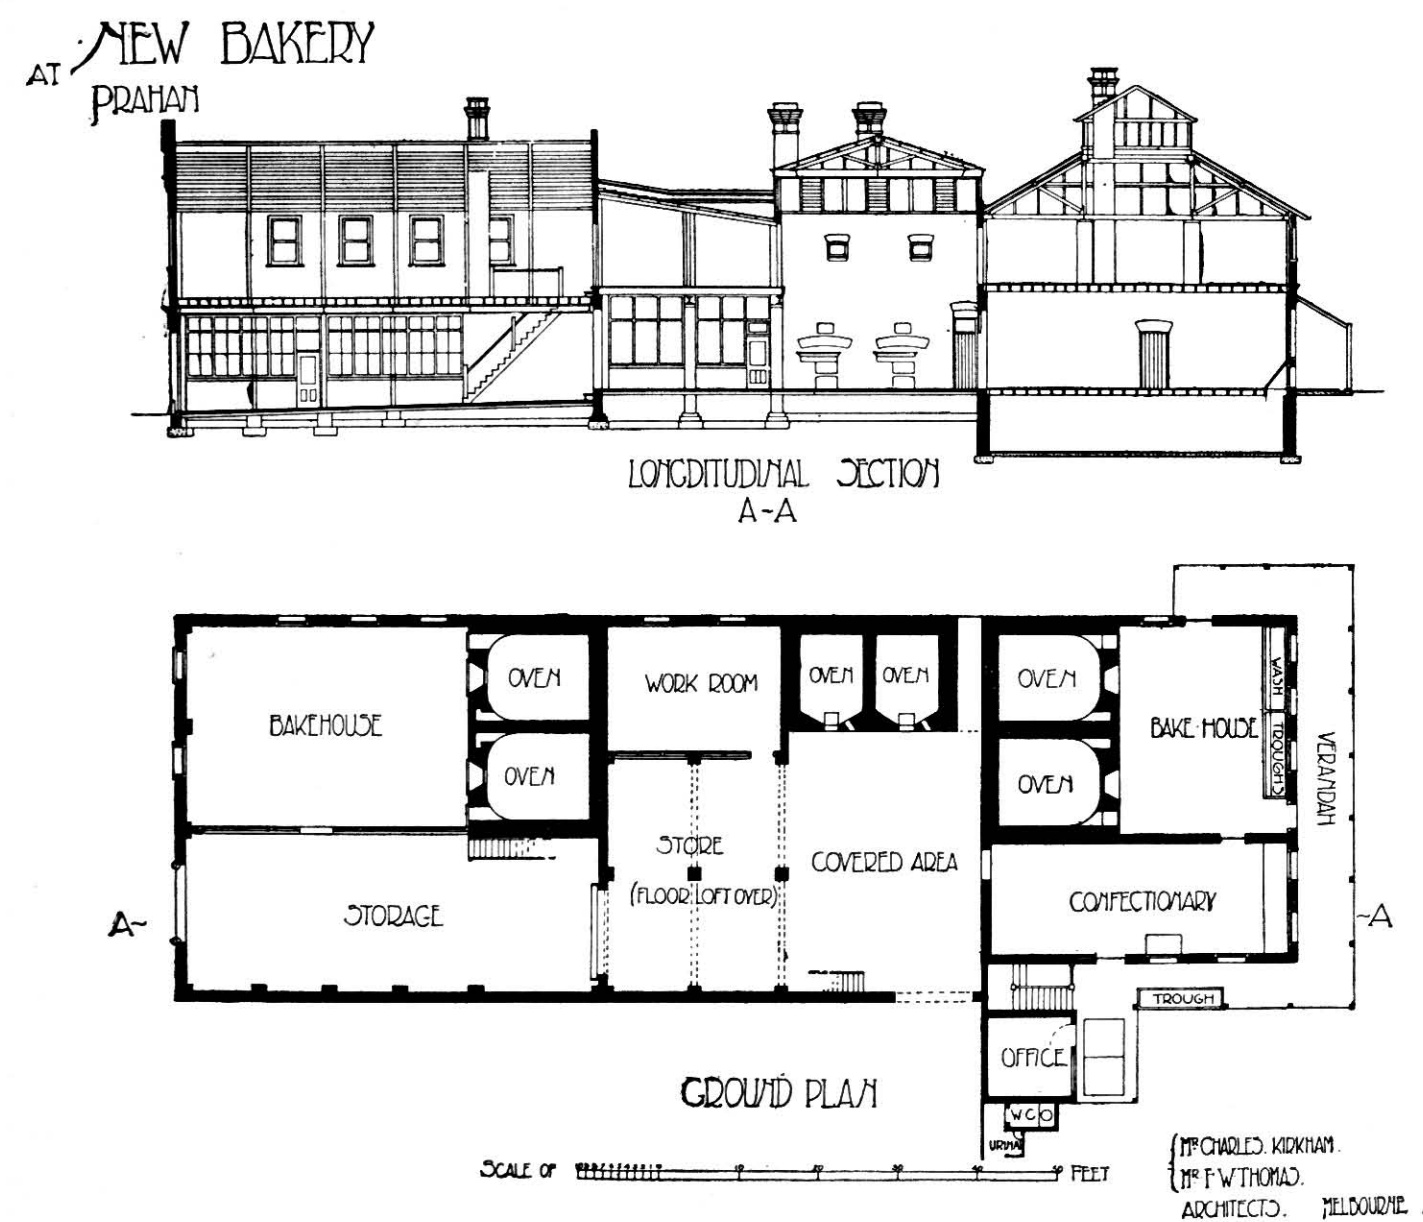 NEW BAKERY
AT
PRAHAN
LONGDITUDINAL SECTION
A~A
OVEN
WORK ROOM
OVEN
OVEN
OVEN
BAKEHOUSE
BAKE·HOUSE
WASH
TROUGHS
VERANDAH
OVEN
OVEN
STORE
(FLOOR LOFT OVER)
COVERED AREA
A~
STORAGE
CONFECTIONARY
~A
TROUGH
OFFICE
GROUND PLAN
W C
URINAL
SCALE OF
10
20
30
40
50
FEET
MR CHARLES. KIRKHAM.
MR F W THOMAS.
ARCHITECTS. MELBOURNE